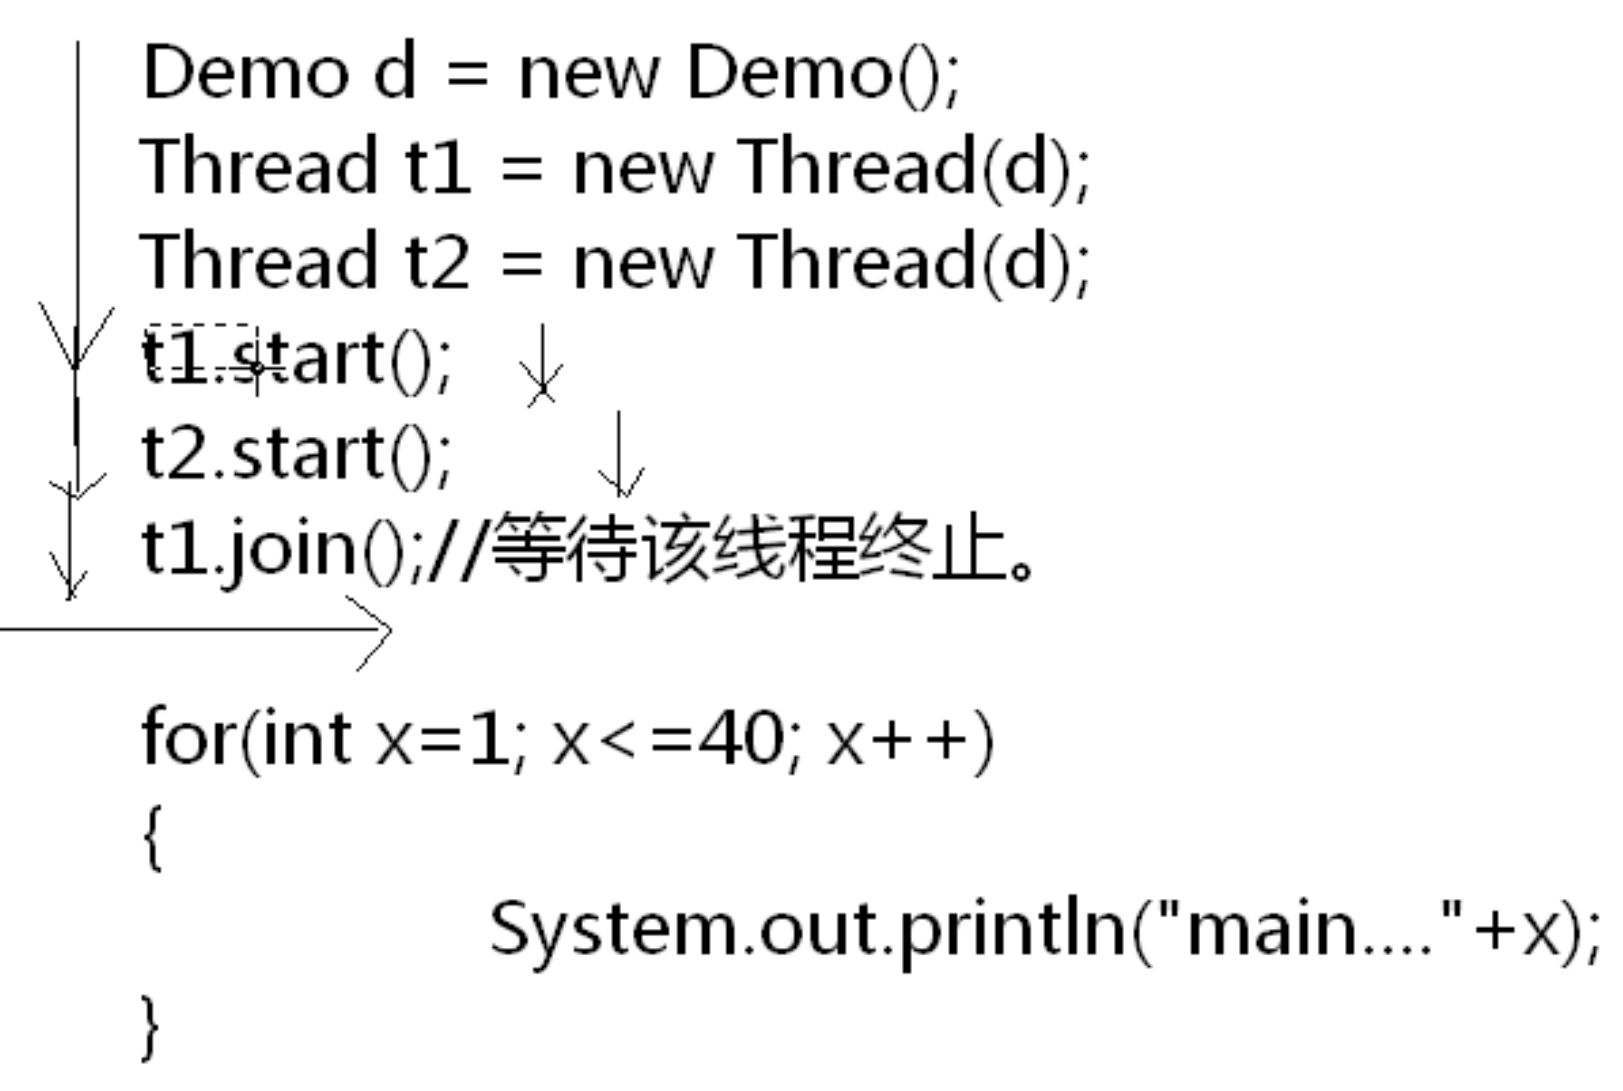 Demo d = new Demo();
Thread t1 = new Thread(d);
Thread t2 = new Thread(d);
t1.start();
t2.start();
t1.join();//等待该线程终止。
for(int x=1; x<=40; x++)
{
System.out.println("main...."+x);
}